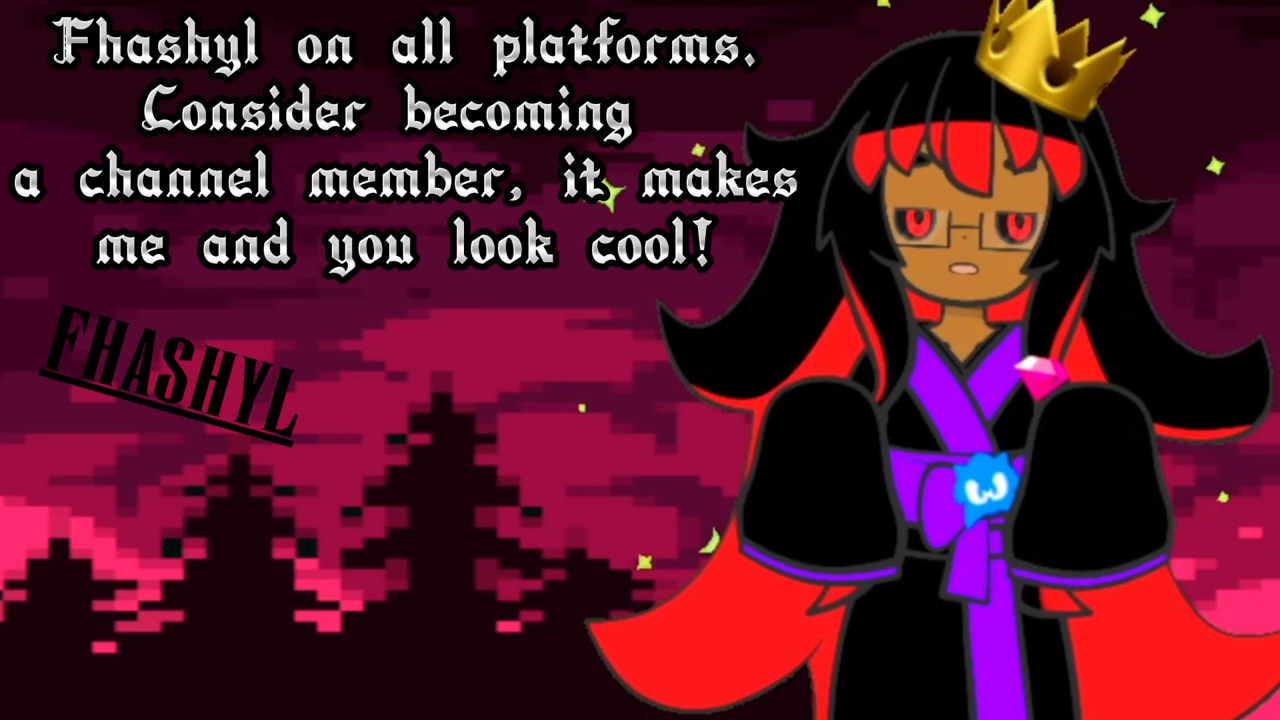 Fhashyl on all platforms.
Consider becoming
a channel member, it makes
me and you look cool!
FHASHYL